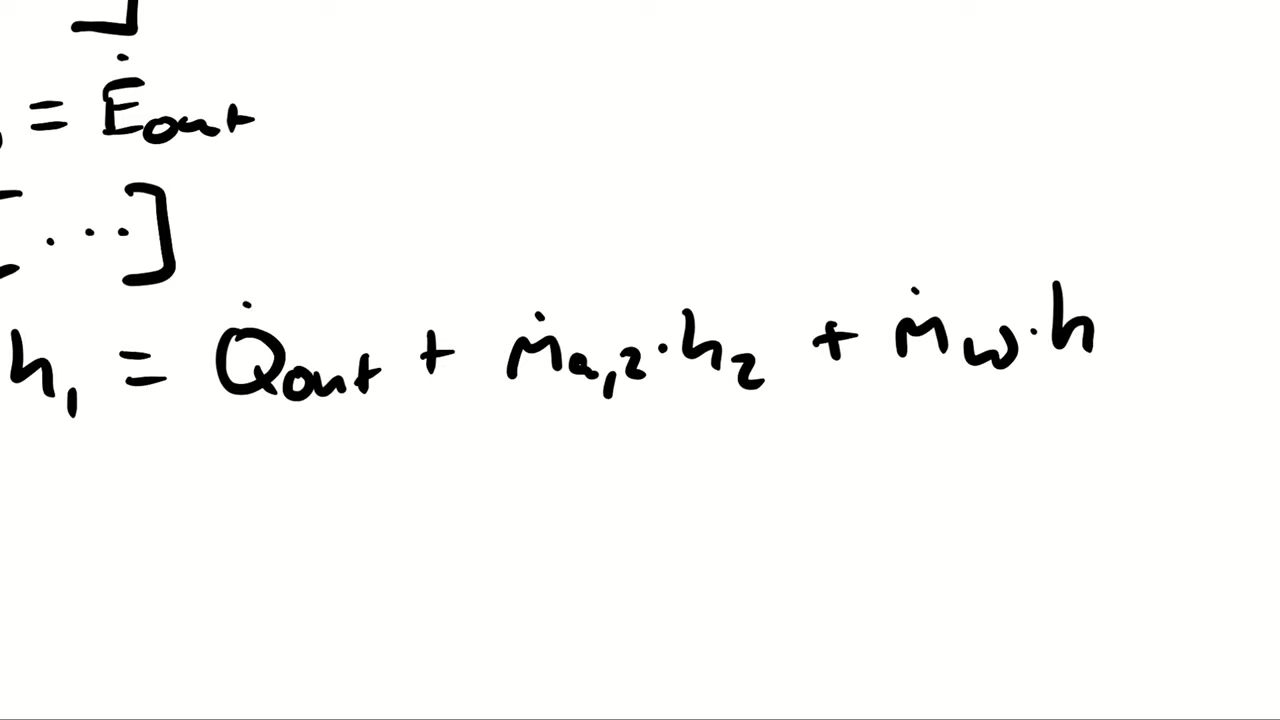 ]
= Ėout
[ ... ]
h₁ = Q̇out + ṁa,2 · h₂ + ṁw · h